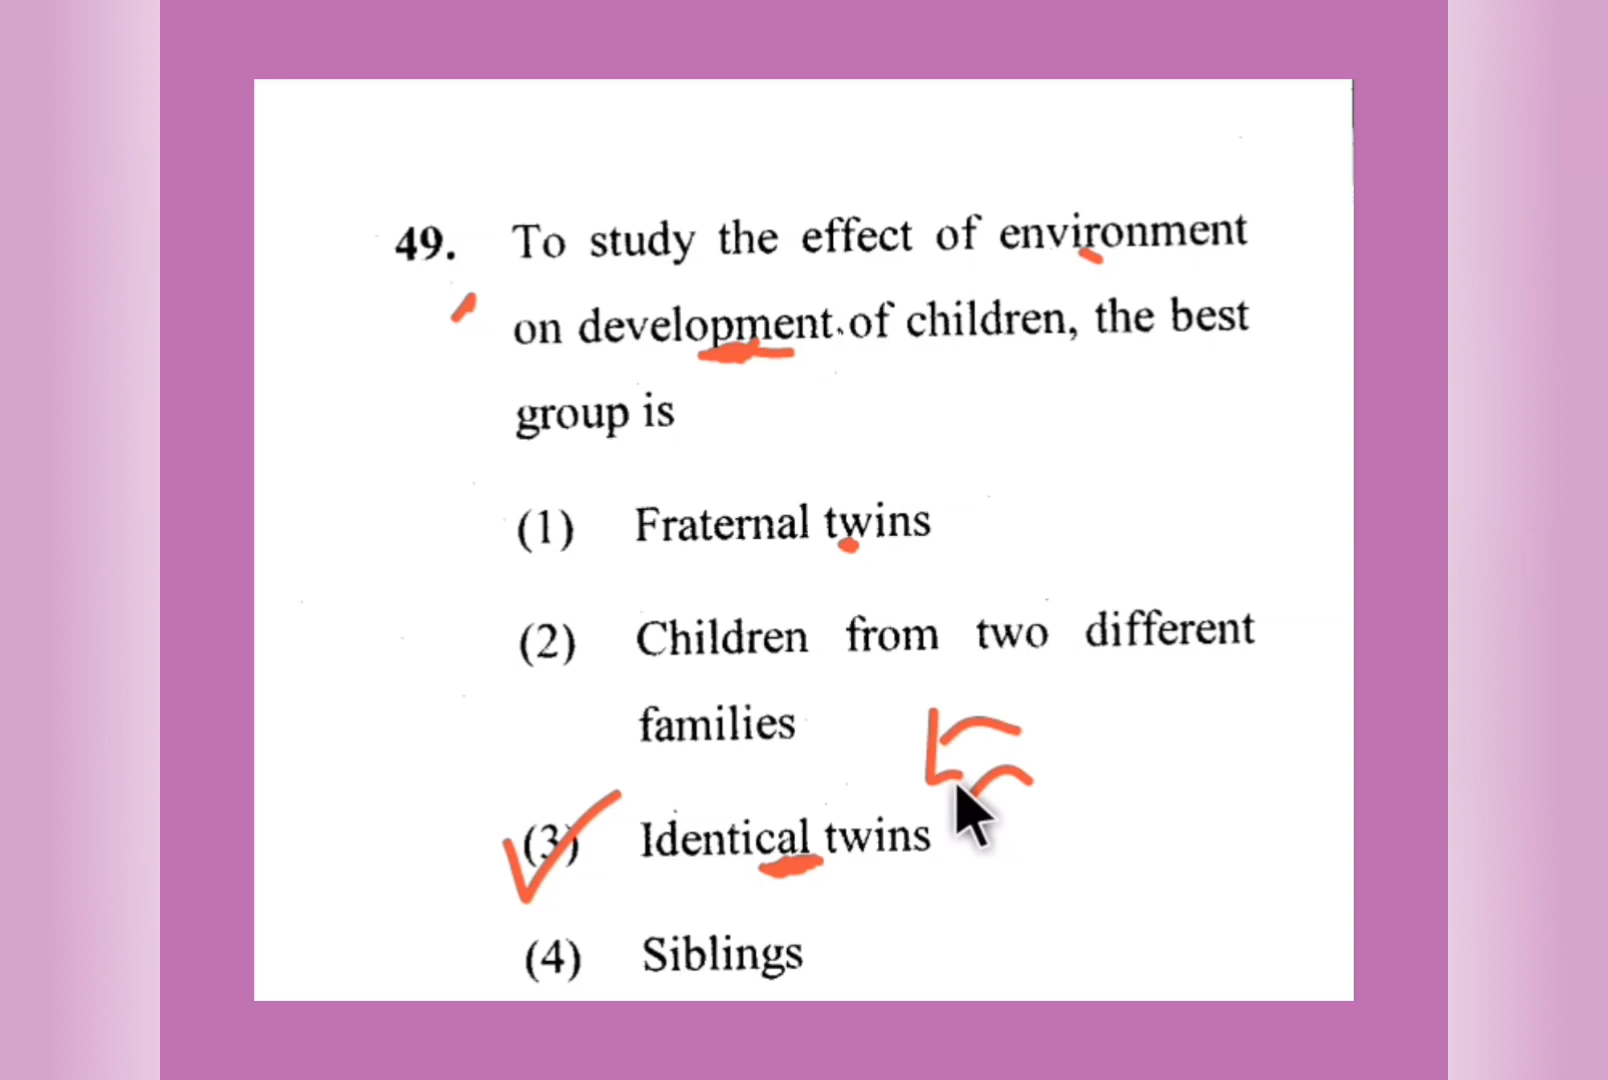 49. To study the effect of environment
on development of children, the best
group is
(1) Fraternal twins
(2) Children from two different
families
(3) Identical twins
(4) Siblings